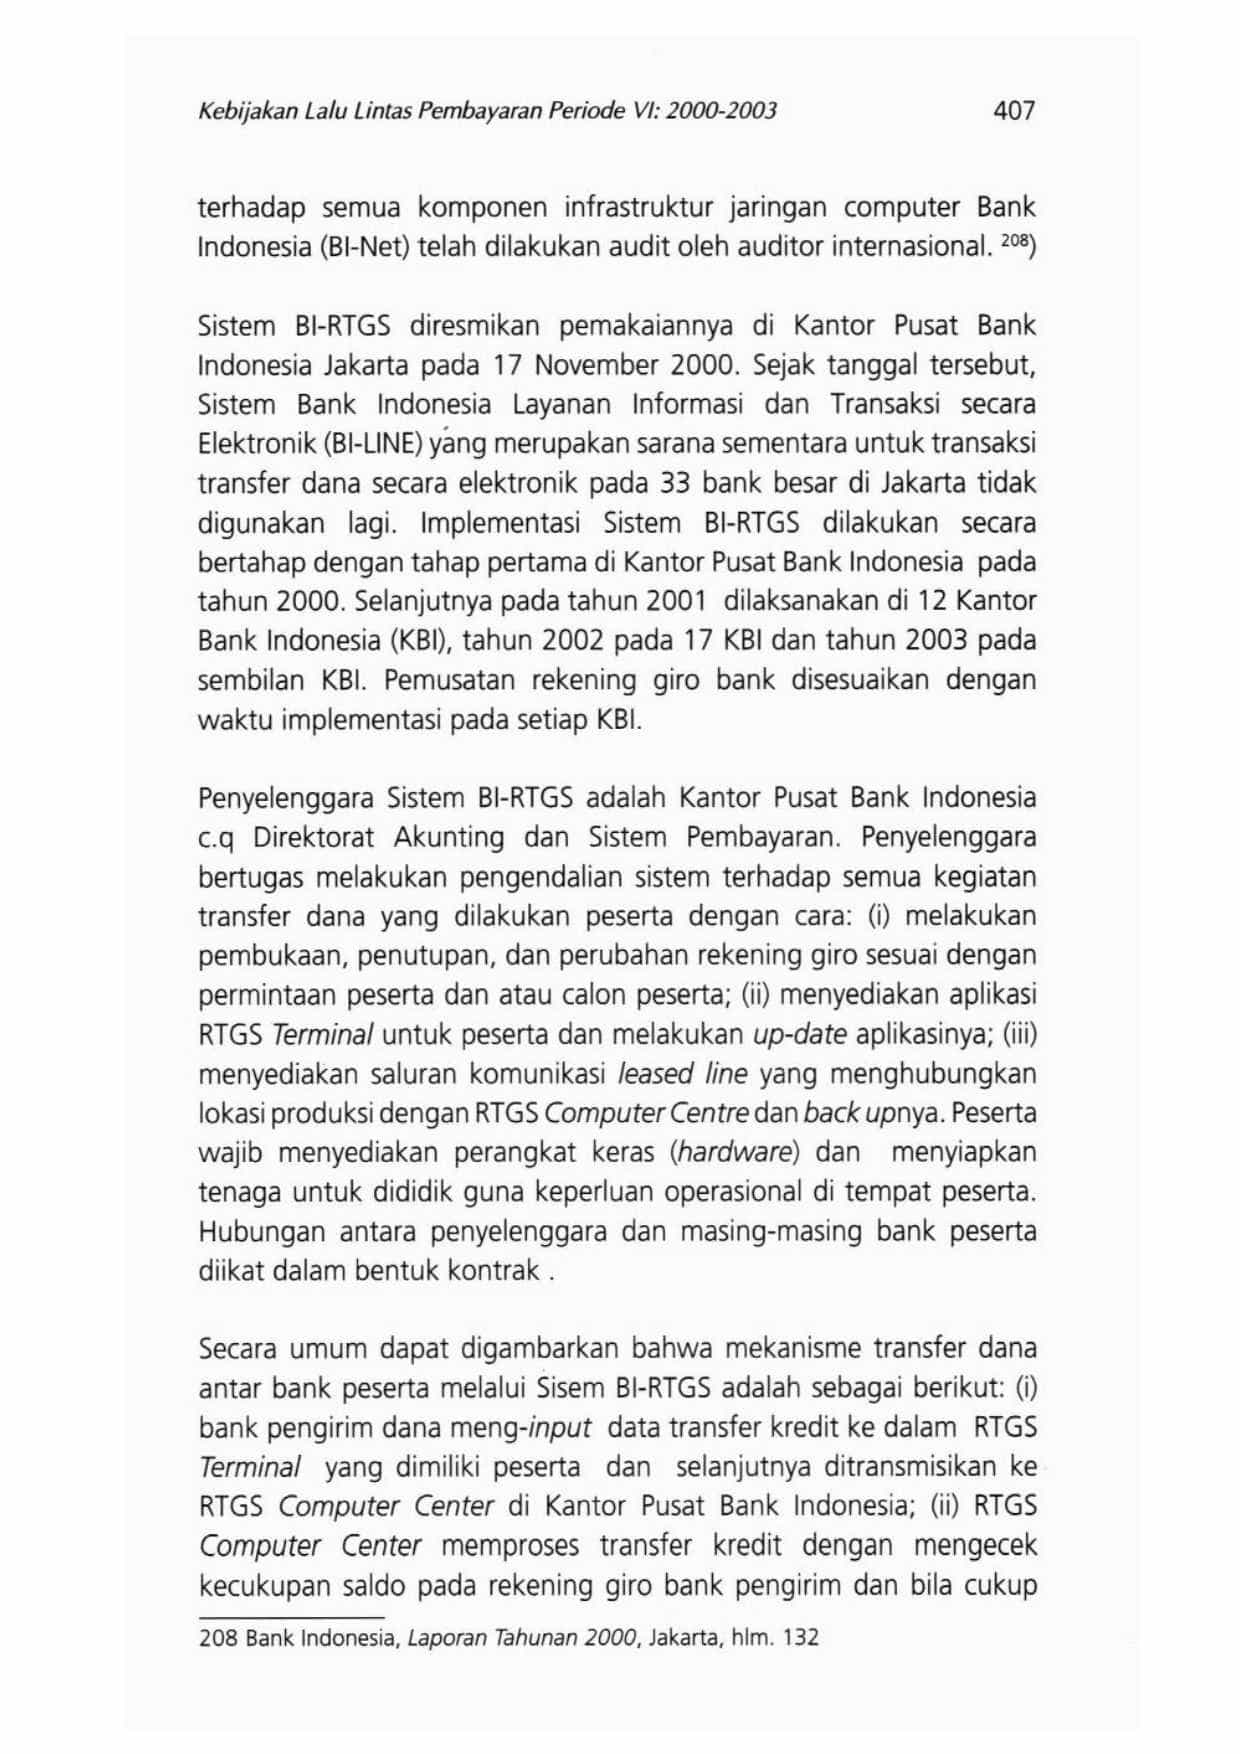 Kebijakan Lalu Lintas Pembayaran Periode VI: 2000-2003 407
terhadap semua komponen infrastruktur jaringan computer Bank
Indonesia (BI-Net) telah dilakukan audit oleh auditor internasional. 208)
Sistem BI-RTGS diresmikan pemakaiannya di Kantor Pusat Bank
Indonesia Jakarta pada 17 November 2000. Sejak tanggal tersebut,
Sistem Bank Indonesia Layanan Informasi dan Transaksi secara
Elektronik (BI-LINE) yang merupakan sarana sementara untuk transaksi
transfer dana secara elektronik pada 33 bank besar di Jakarta tidak
digunakan lagi. Implementasi Sistem BI-RTGS dilakukan secara
bertahap dengan tahap pertama di Kantor Pusat Bank Indonesia pada
tahun 2000. Selanjutnya pada tahun 2001 dilaksanakan di 12 Kantor
Bank Indonesia (KBI), tahun 2002 pada 17 KBI dan tahun 2003 pada
sembilan KBI. Pemusatan rekening giro bank disesuaikan dengan
waktu implementasi pada setiap KBI.
Penyelenggara Sistem BI-RTGS adalah Kantor Pusat Bank Indonesia
c.q Direktorat Akunting dan Sistem Pembayaran. Penyelenggara
bertugas melakukan pengendalian sistem terhadap semua kegiatan
transfer dana yang dilakukan peserta dengan cara: (i) melakukan
pembukaan, penutupan, dan perubahan rekening giro sesuai dengan
permintaan peserta dan atau calon peserta; (ii) menyediakan aplikasi
RTGS Terminal untuk peserta dan melakukan up-date aplikasinya; (iii)
menyediakan saluran komunikasi leased line yang menghubungkan
lokasi produksi dengan RTGS Computer Centre dan back upnya. Peserta
wajib menyediakan perangkat keras (hardware) dan menyiapkan
tenaga untuk dididik guna keperluan operasional di tempat peserta.
Hubungan antara penyelenggara dan masing-masing bank peserta
diikat dalam bentuk kontrak .
Secara umum dapat digambarkan bahwa mekanisme transfer dana
antar bank peserta melalui Sisem BI-RTGS adalah sebagai berikut: (i)
bank pengirim dana meng-input data transfer kredit ke dalam RTGS
Terminal yang dimiliki peserta dan selanjutnya ditransmisikan ke
RTGS Computer Center di Kantor Pusat Bank Indonesia; (ii) RTGS
Computer Center memproses transfer kredit dengan mengecek
kecukupan saldo pada rekening giro bank pengirim dan bila cukup
208 Bank Indonesia, Laporan Tahunan 2000, Jakarta, hlm. 132